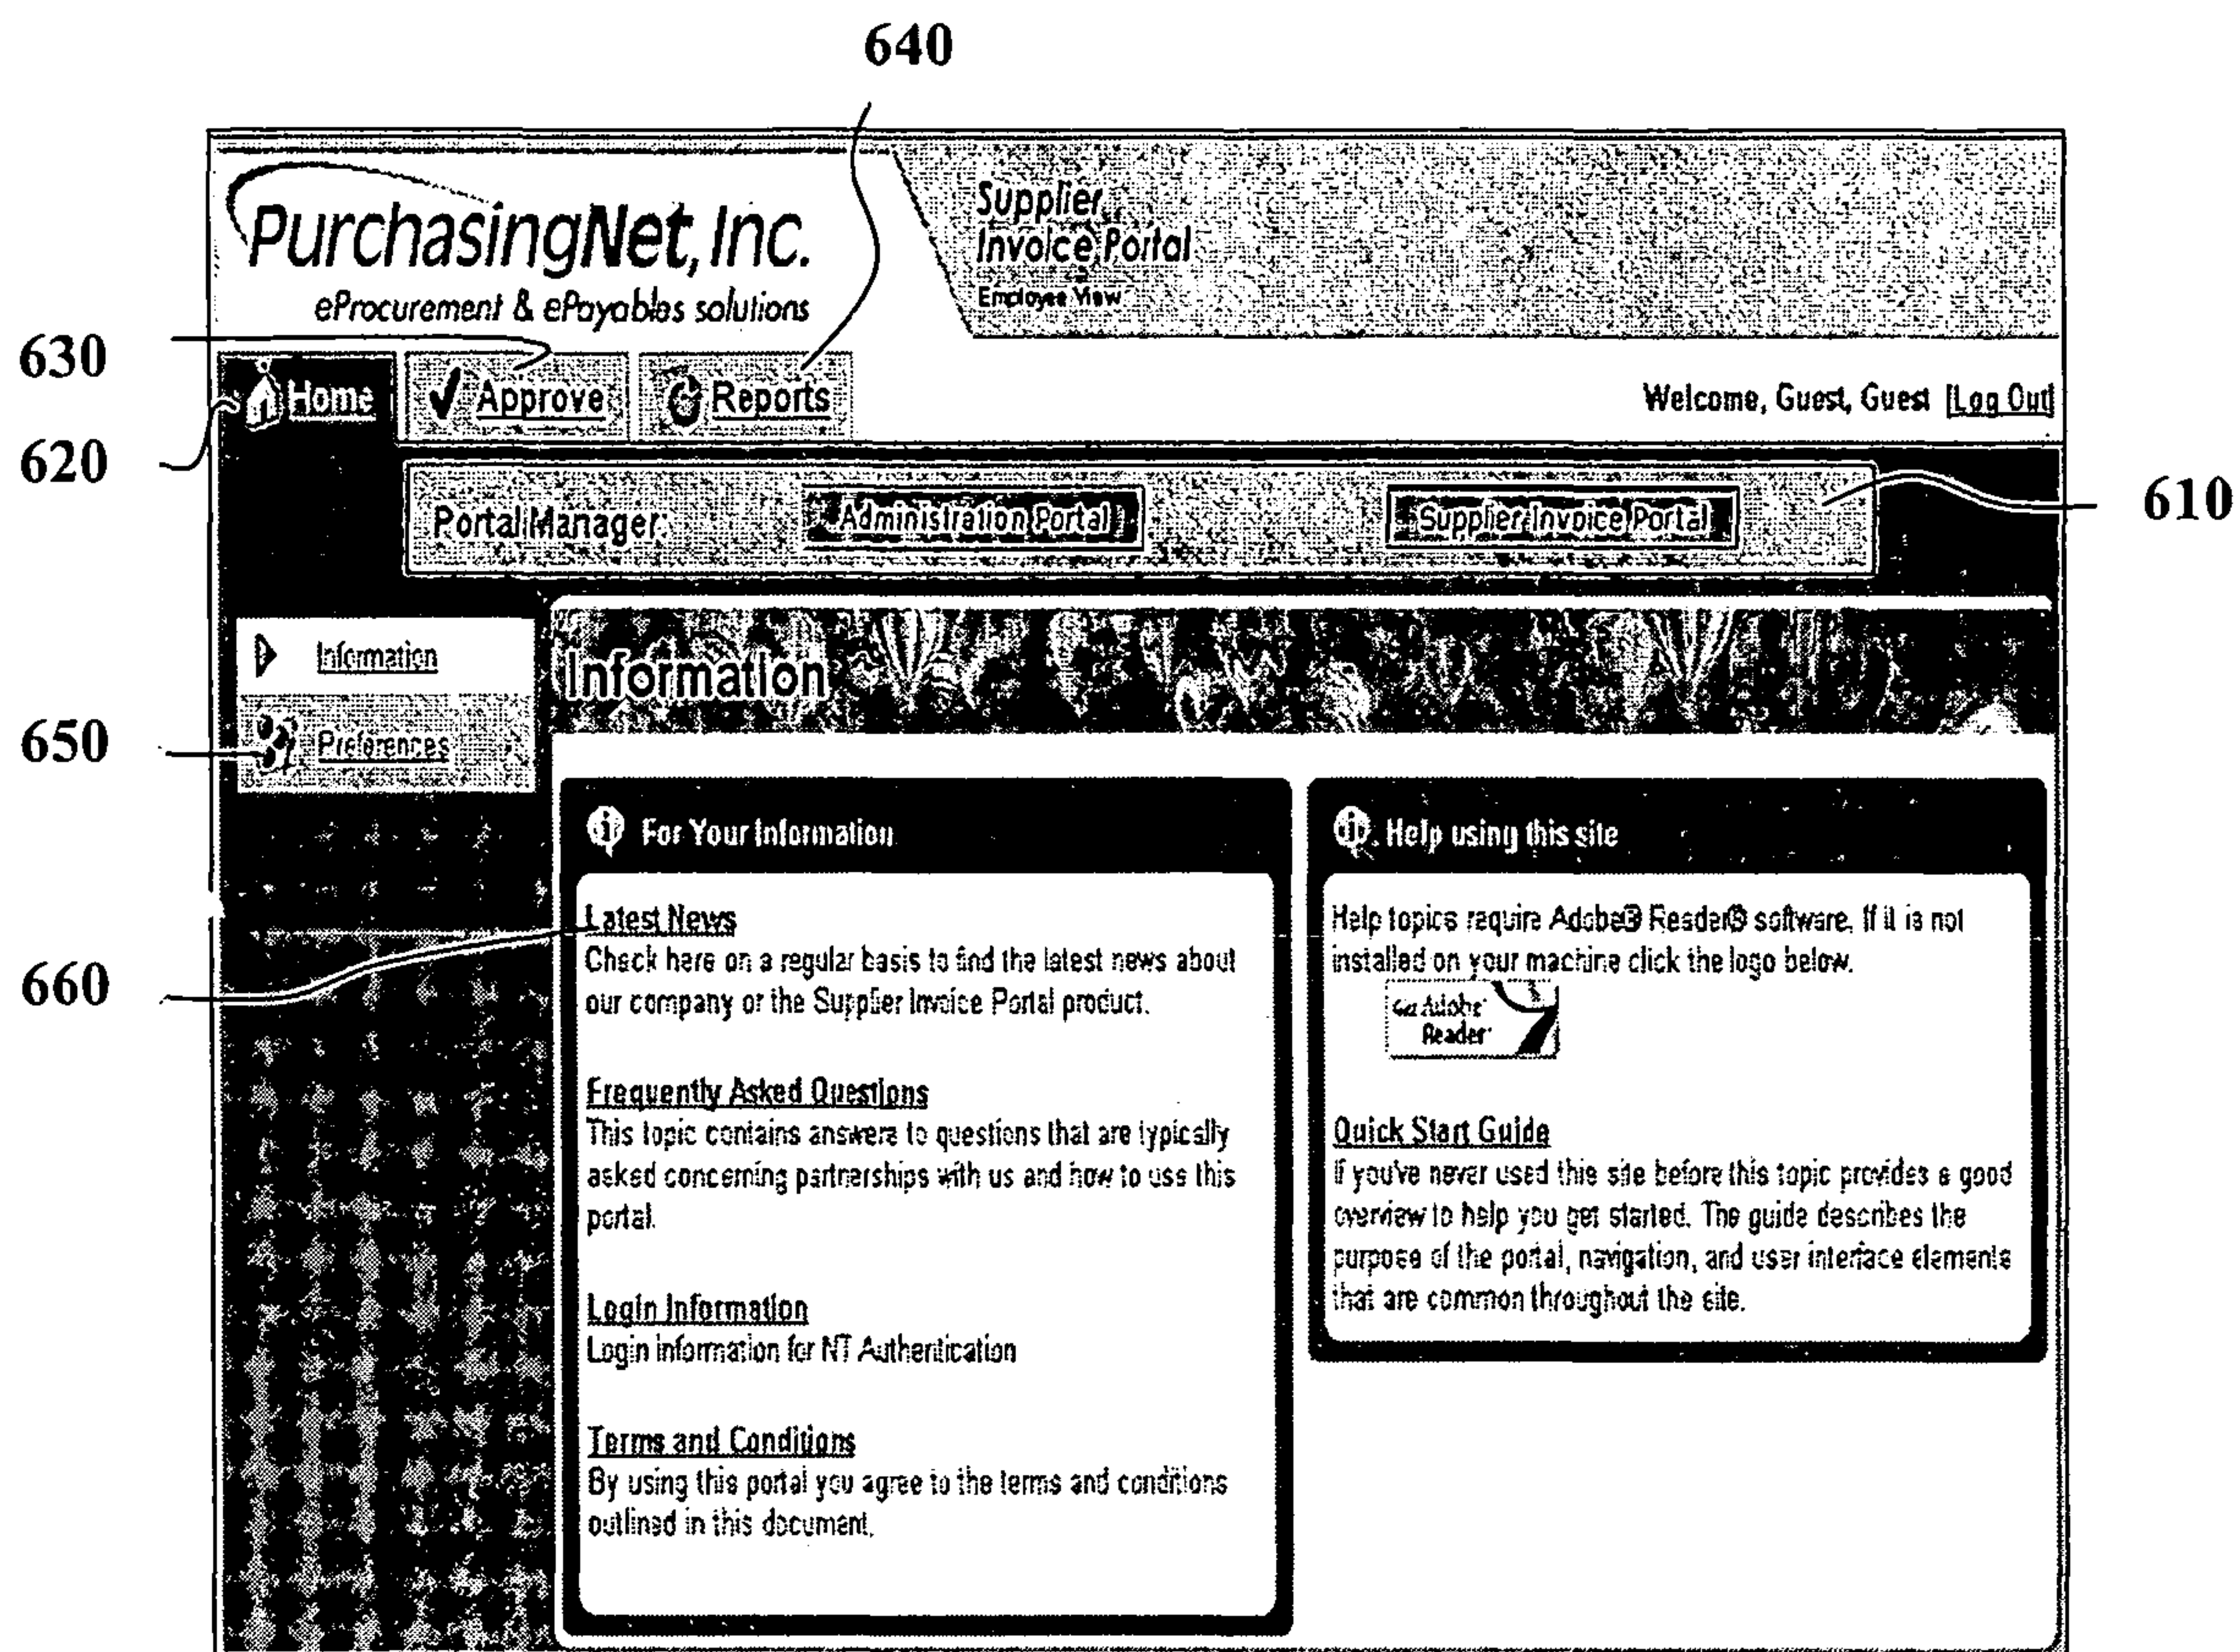 640
PurchasingNet, Inc.
eProcurement & ePayables solutions
Supplier
Invoice Portal
Employee View
630
Home
Approve
Reports
Welcome, Guest, Guest [Log Out]
620
Portal Manager:
Administration Portal
Supplier Invoice Portal
610
Information
Information
650
Preferences
For Your Information
Latest News
Check here on a regular basis to find the latest news about
our company or the Supplier Invoice Portal product.
660
Frequently Asked Questions
This topic contains answers to questions that are typically
asked concerning partnerships with us and how to use this
portal.
Login Information
Login information for NT Authentication
Terms and Conditions
By using this portal you agree to the terms and conditions
outlined in this document.
Help using this site
Help topics require Adobe® Reader® software. If it is not
installed on your machine click the logo below.
Get Adobe
Reader
Quick Start Guide
If you've never used this site before this topic provides a good
overview to help you get started. The guide describes the
purpose of the portal, navigation, and user interface elements
that are common throughout the site.